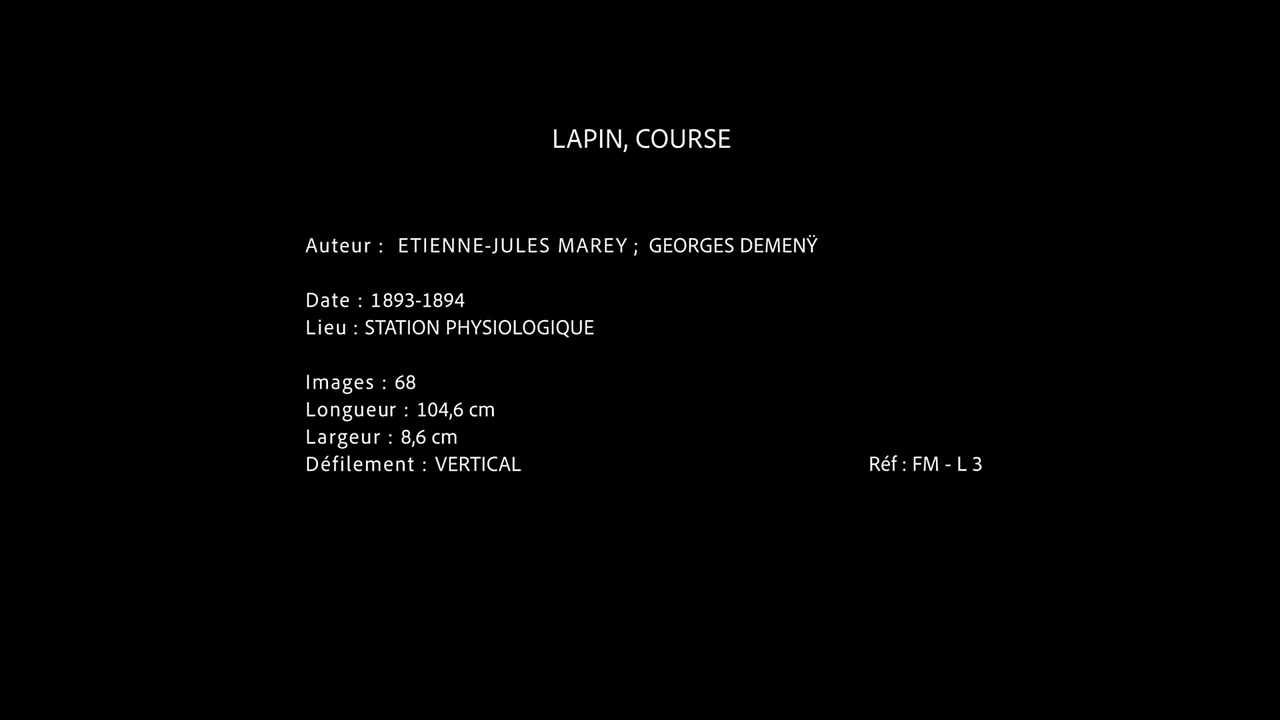 LAPIN, COURSE
Auteur : ETIENNE-JULES MAREY ; GEORGES DEMENŸ
Date : 1893-1894
Lieu : STATION PHYSIOLOGIQUE
Images : 68
Longueur : 104,6 cm
Largeur : 8,6 cm
Défilement : VERTICAL
Réf : FM - L 3